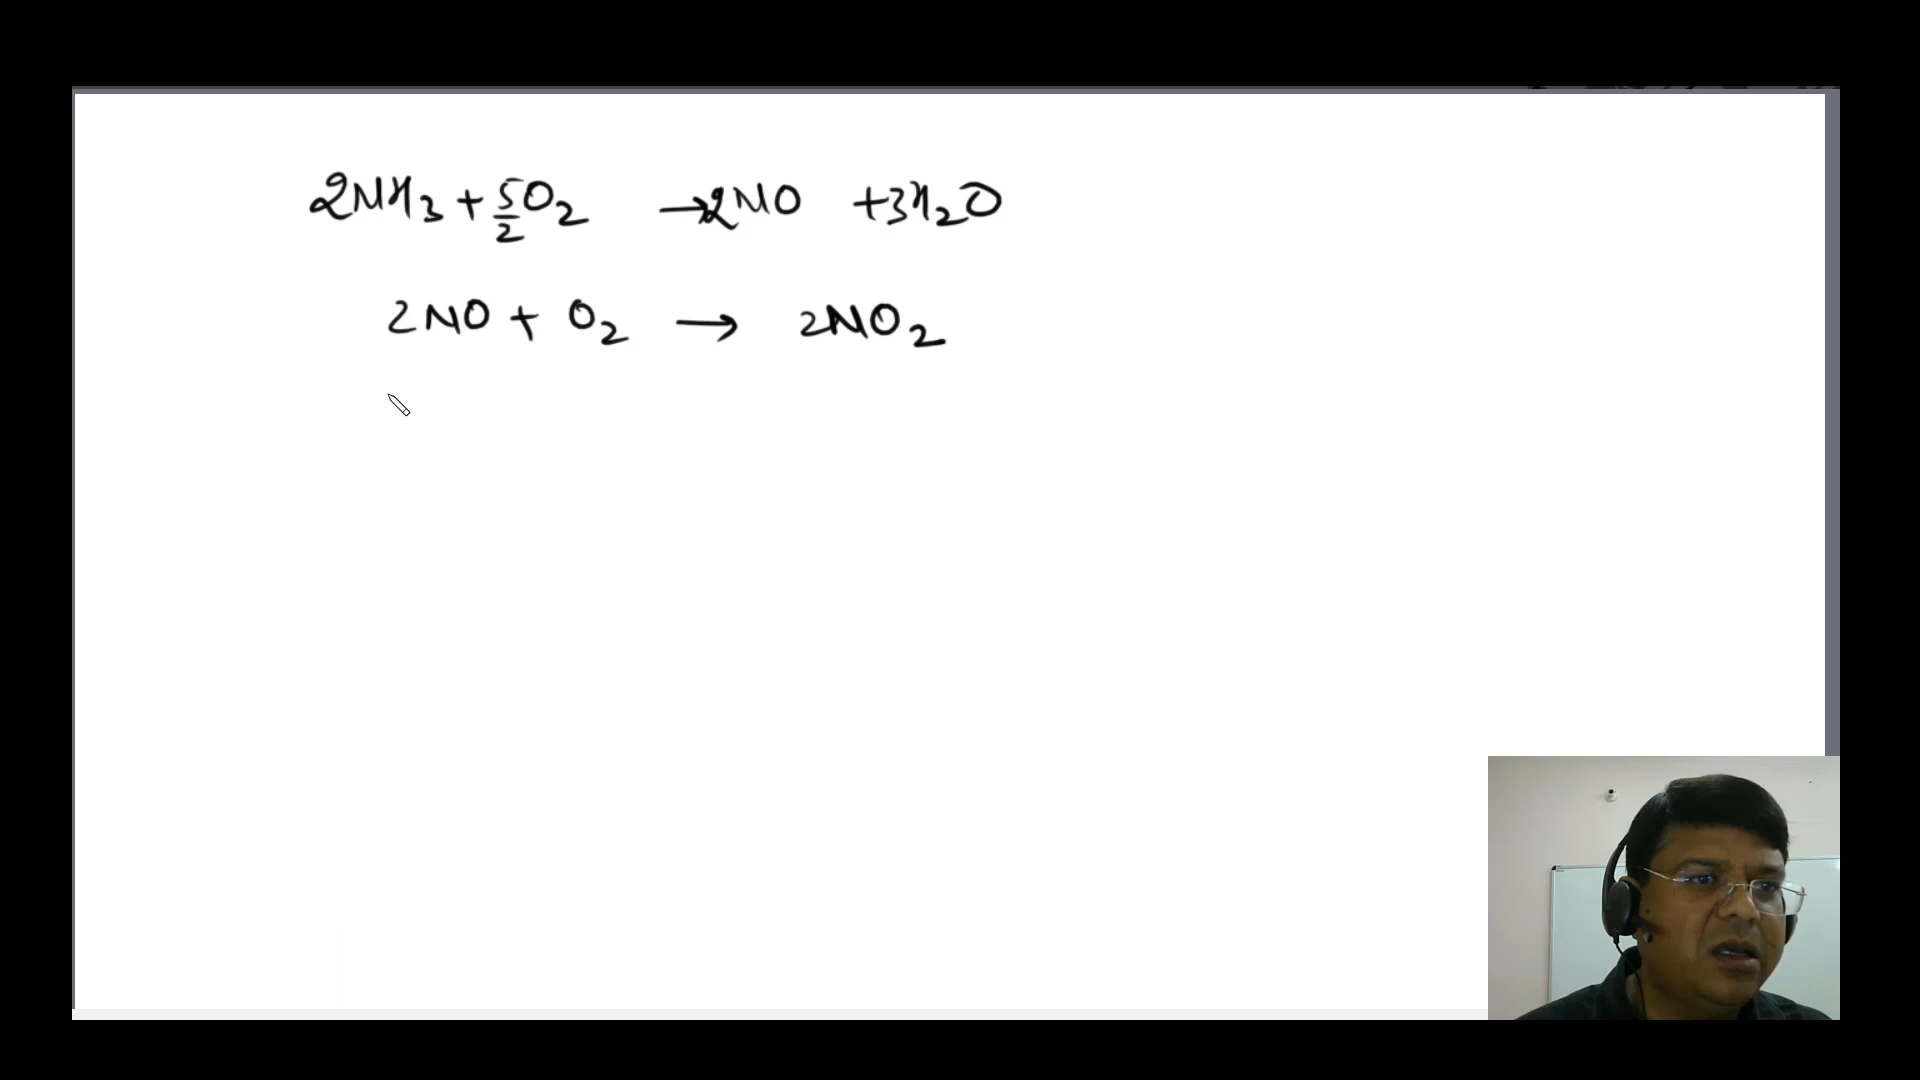 2NH₃ + 5/2 O₂ → 2NO + 3H₂O
2NO + O₂ → 2NO₂